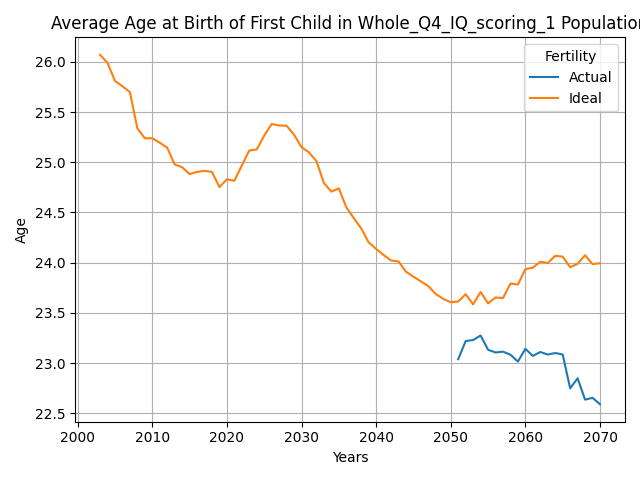 Average Age at Birth of First Child in Whole_Q4_IQ_scoring_1 Population
Fertility
Actual
Ideal
26.0
25.5
25.0
24.5
24.0
23.5
23.0
22.5
Age
2000 2010 2020 2030 2040 2050 2060 2070
Years